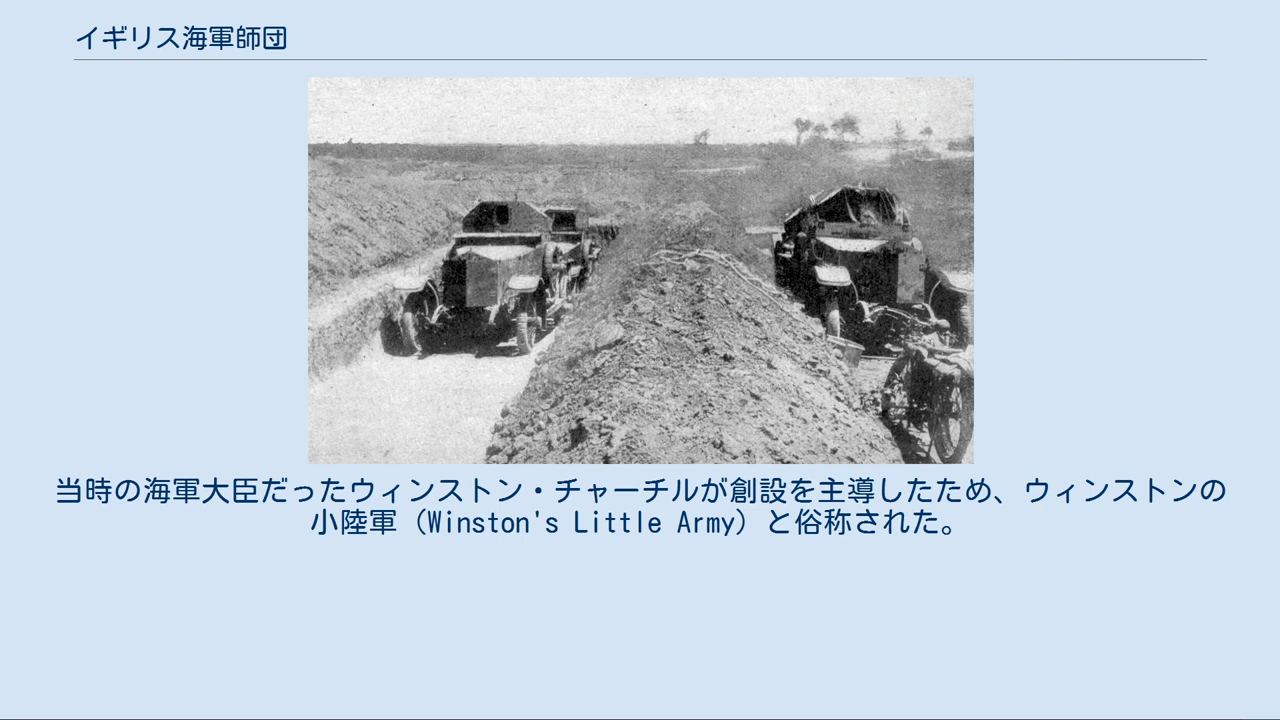 イギリス海軍師団
当時の海軍大臣だったウィンストン・チャーチルが創設を主導したため、ウィンストンの
小陸軍（Winston's Little Army）と俗称された。